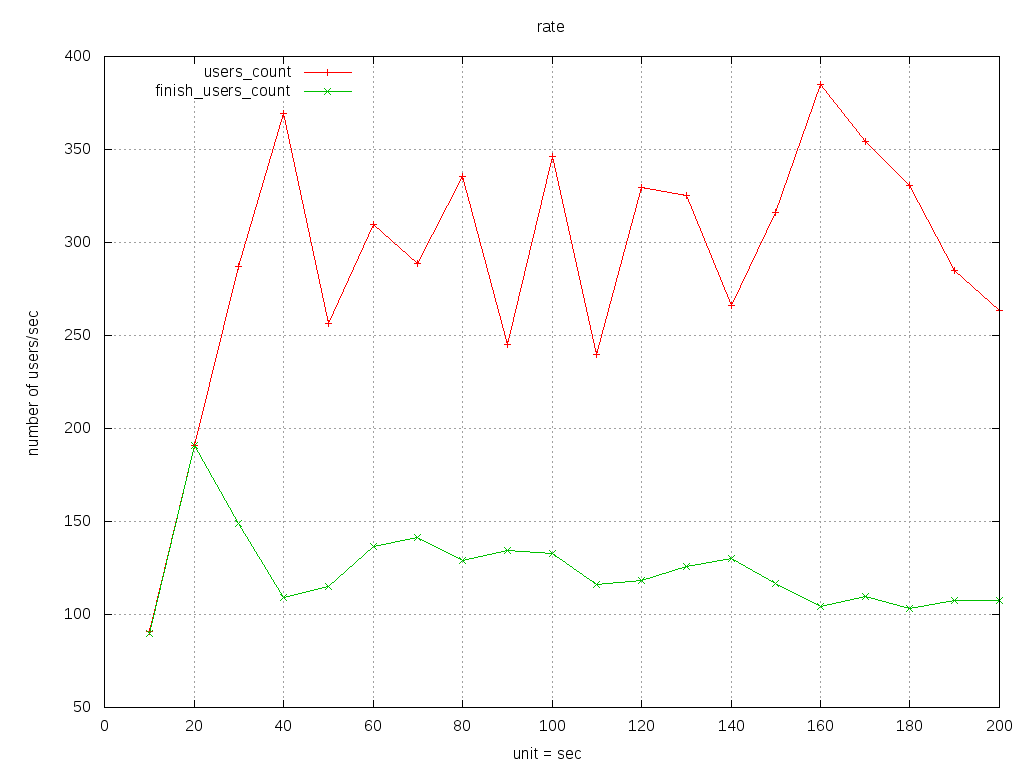 rate
400
users_count
finish_users_count
350
300
250
number of users/sec
200
150
100
50
0 20 40 60 80 100 120 140 160 180 200
unit = sec